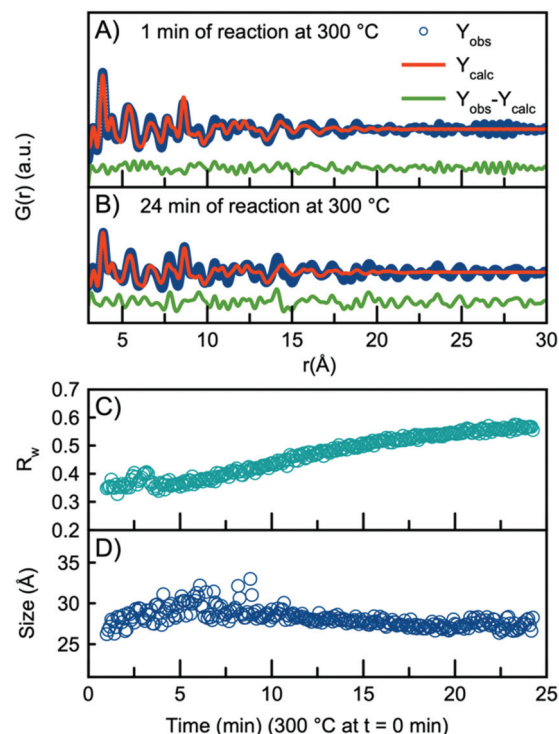 A) 1 min of reaction at 300 °C
Y_obs
Y_calc
Y_obs-Y_calc
B) 24 min of reaction at 300 °C
G(r) (a.u.)
5 10 15 20 25 30
r(Å)
C)
0.7
0.6
0.5
0.4
0.3
0.2
R_w
D)
35
30
25
Size (Å)
0 5 10 15 20 25
Time (min) (300 °C at t = 0 min)